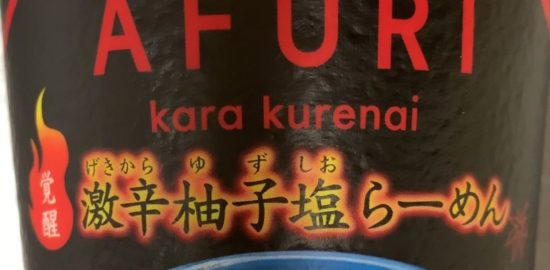 AFURI
kara kurenai
覚醒
げきから ゆ ず しお
激辛柚子塩らーめん